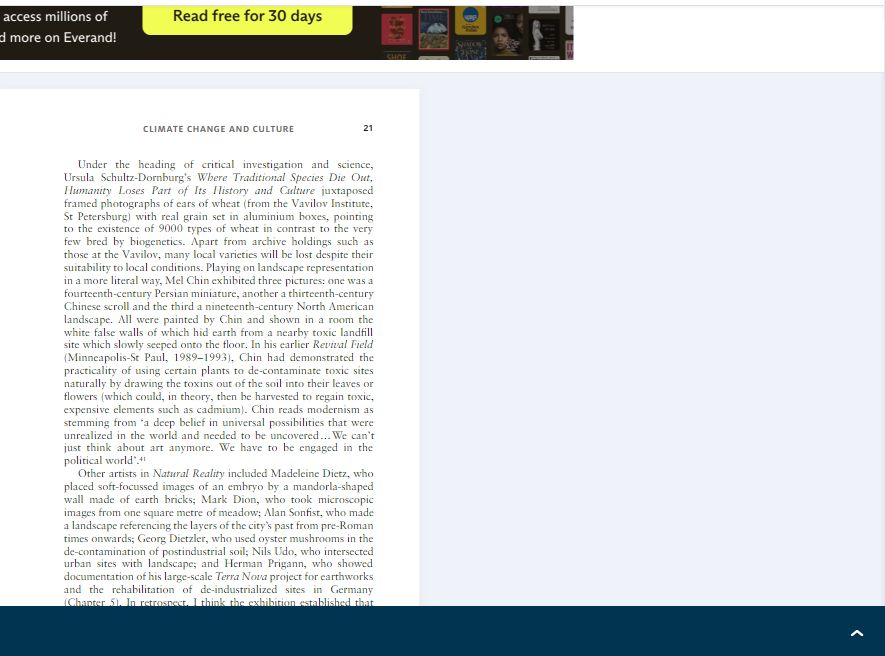 access millions of
d more on Everand!
Read free for 30 days
SHOE
SHADOW
CLIMATE CHANGE AND CULTURE 21
Under the heading of critical investigation and science,
Ursula Schultz-Dornburg's Where Traditional Species Die Out,
Humanity Loses Part of Its History and Culture juxtaposed
framed photographs of ears of wheat (from the Vavilov Institute,
St Petersburg) with real grain set in aluminium boxes, pointing
to the existence of 9000 types of wheat in contrast to the very
few bred by biogenetics. Apart from archive holdings such as
those at the Vavilov, many local varieties will be lost despite their
suitability to local conditions. Playing on landscape representation
in a more literal way, Mel Chin exhibited three pictures: one was a
fourteenth-century Persian miniature, another a thirteenth-century
Chinese scroll and the third a nineteenth-century North American
landscape. All were painted by Chin and shown in a room the
white false walls of which hid earth from a nearby toxic landfill
site which slowly seeped onto the floor. In his earlier Revival Field
(Minneapolis-St Paul, 1989–1993), Chin had demonstrated the
practicality of using certain plants to de-contaminate toxic sites
naturally by drawing the toxins out of the soil into their leaves or
flowers (which could, in theory, then be harvested to regain toxic,
expensive elements such as cadmium). Chin reads modernism as
stemming from ‘a deep belief in universal possibilities that were
unrealized in the world and needed to be uncovered…We can't
just think about art anymore. We have to be engaged in the
political world’.⁴¹
Other artists in Natural Reality included Madeleine Dietz, who
placed soft-focussed images of an embryo by a mandorla-shaped
wall made of earth bricks; Mark Dion, who took microscopic
images from one square metre of meadow; Alan Sonfist, who made
a landscape referencing the layers of the city's past from pre-Roman
times onwards; Georg Dietzler, who used oyster mushrooms in the
de-contamination of postindustrial soil; Nils Udo, who intersected
urban sites with landscape; and Herman Prigann, who showed
documentation of his large-scale Terra Nova project for earthworks
and the rehabilitation of de-industrialized sites in Germany
(Chapter 5). In retrospect, I think the exhibition established that